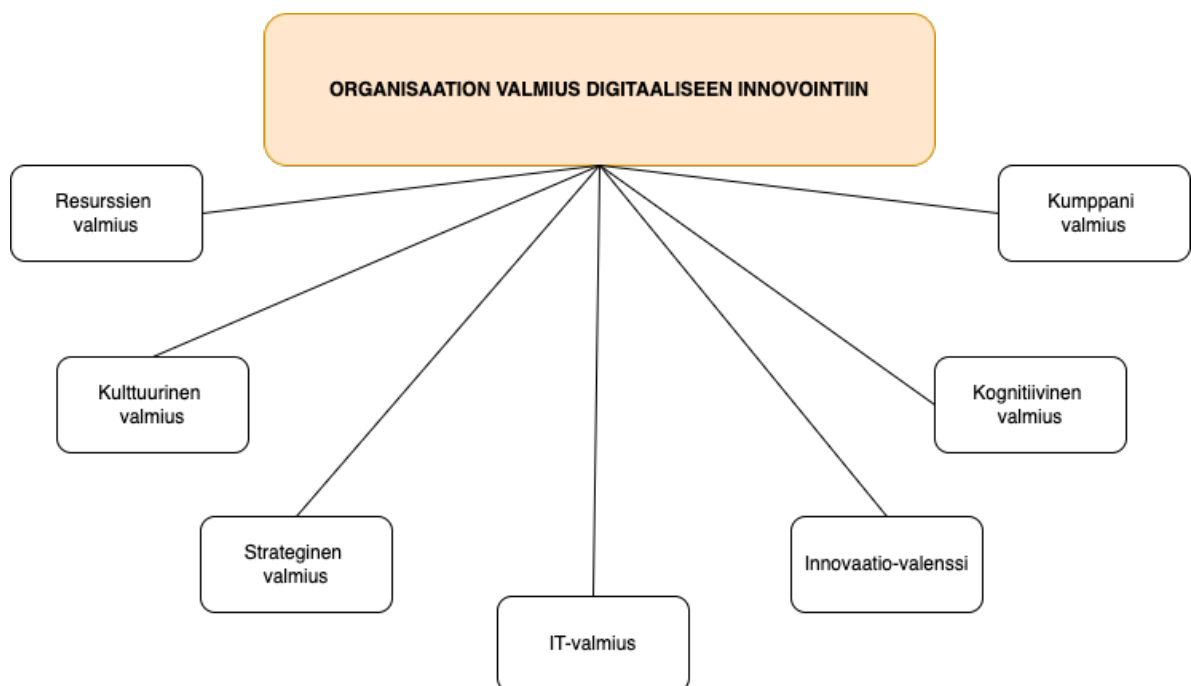 ORGANISAATION VALMIUS DIGITAALISEEN INNOVOINTIIN
Resurssien
valmius
Kumppani
valmius
Kulttuurinen
valmius
Kognitiivinen
valmius
Strateginen
valmius
Innovaatio-valenssi
IT-valmius